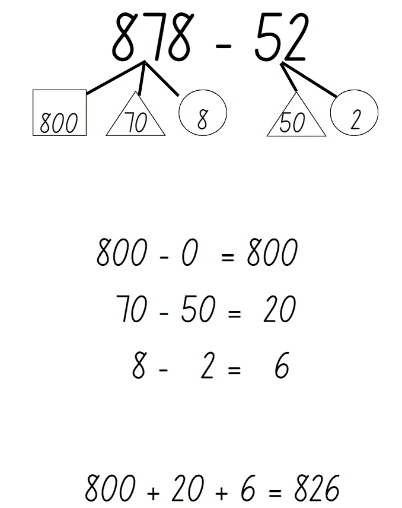 878 - 52
800 70 8 50 2
800 - 0 = 800
70 - 50 = 20
8 - 2 = 6
800 + 20 + 6 = 826